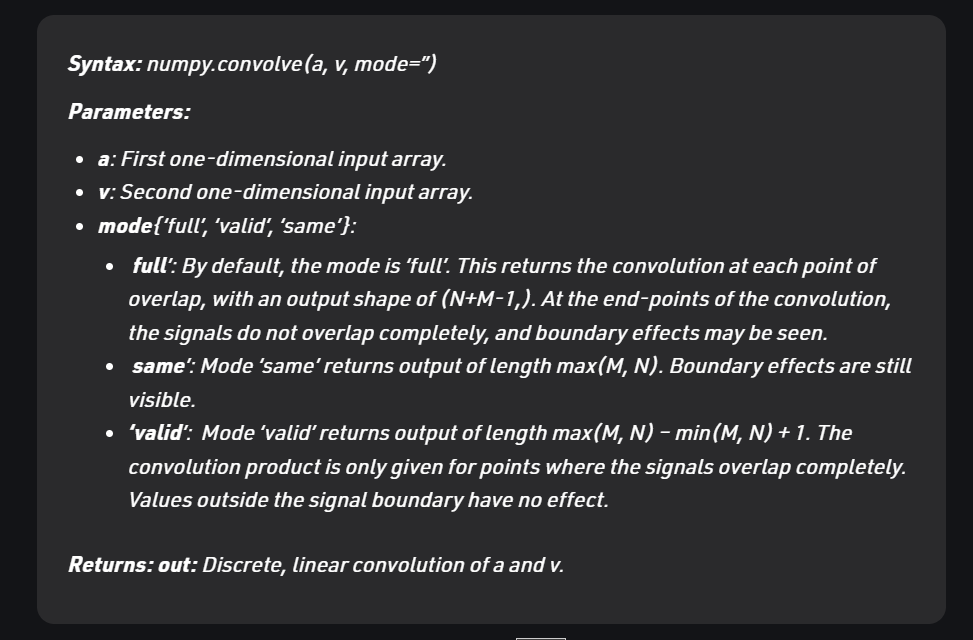 Syntax: numpy.convolve(a, v, mode=”)
Parameters:
• a: First one-dimensional input array.
• v: Second one-dimensional input array.
• mode{‘full’, ‘valid’, ‘same’}:
• full’: By default, the mode is ‘full’. This returns the convolution at each point of
overlap, with an output shape of (N+M-1,). At the end-points of the convolution,
the signals do not overlap completely, and boundary effects may be seen.
• same’: Mode ‘same’ returns output of length max(M, N). Boundary effects are still
visible.
• ‘valid’: Mode ‘valid’ returns output of length max(M, N) – min(M, N) + 1. The
convolution product is only given for points where the signals overlap completely.
Values outside the signal boundary have no effect.
Returns: out: Discrete, linear convolution of a and v.